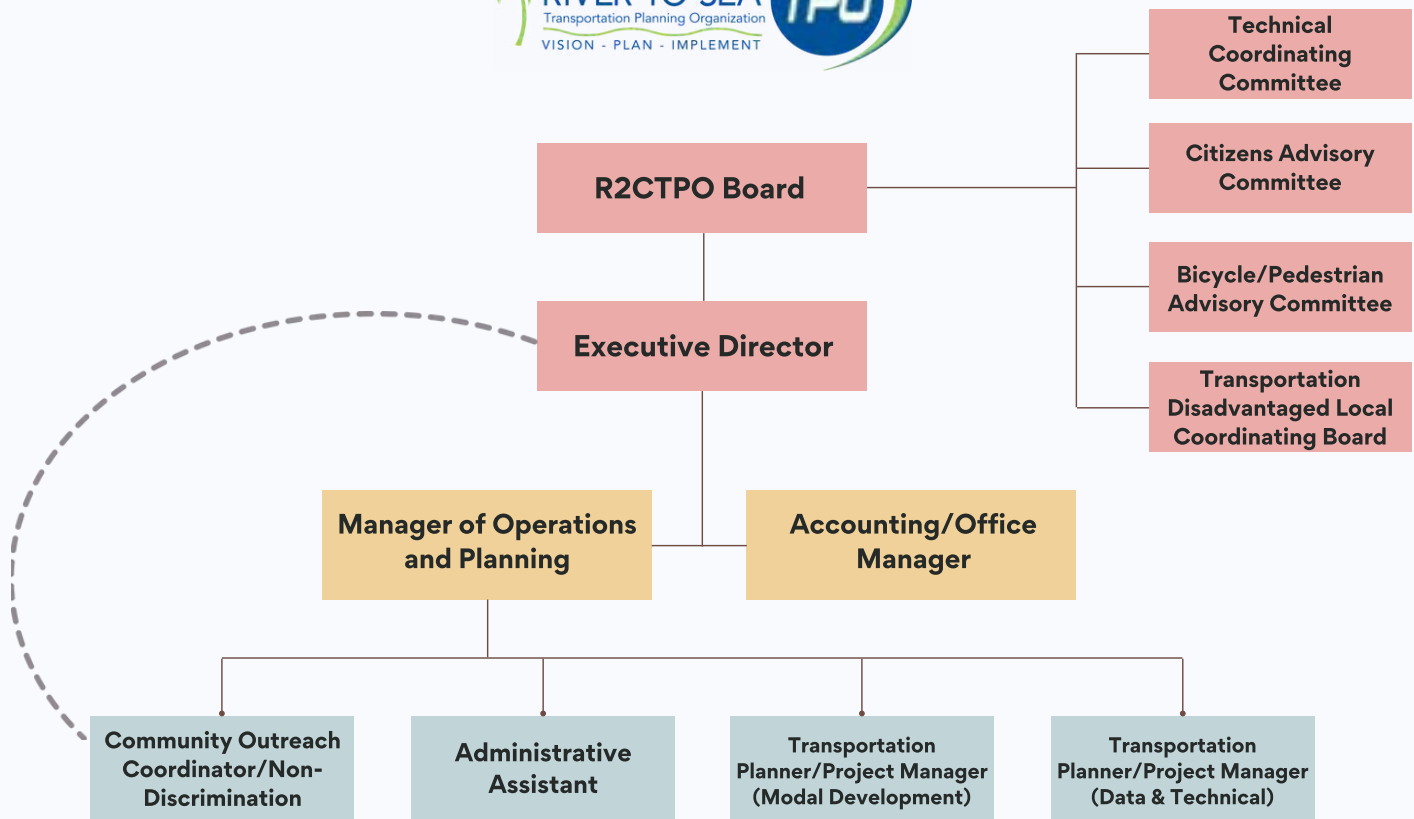 RIVER TO SEA
Transportation Planning Organization
VISION - PLAN - IMPLEMENT
TPO
Technical
Coordinating
Committee
Citizens Advisory
Committee
R2CTPO Board
Bicycle/Pedestrian
Advisory Committee
Executive Director
Transportation
Disadvantaged Local
Coordinating Board
Manager of Operations
and Planning
Accounting/Office
Manager
Community Outreach
Coordinator/Non-
Discrimination
Administrative
Assistant
Transportation
Planner/Project Manager
(Modal Development)
Transportation
Planner/Project Manager
(Data & Technical)